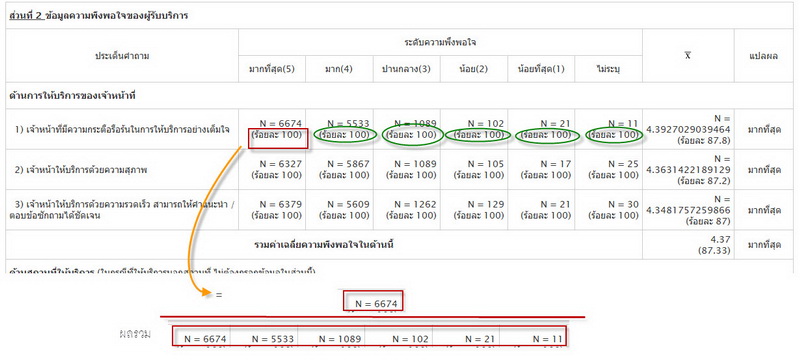 ส่วนที่ 2 ข้อมูลความพึงพอใจของผู้รับบริการ
ประเด็นคำถาม
ระดับความพึงพอใจ
X
แปลผล
มากที่สุด(5) มาก(4) ปานกลาง(3) น้อย(2) น้อยที่สุด(1) ไม่ระบุ
ด้านการให้บริการของเจ้าหน้าที่
1) เจ้าหน้าที่มีความกระตือรือร้นในการให้บริการอย่างเต็มใจ
N = 6674 N = 5533 N = 1089 N = 102 N = 21 N = 11
(ร้อยละ 100) (ร้อยละ 100) (ร้อยละ 100) (ร้อยละ 100) (ร้อยละ 100) (ร้อยละ 100)
N =
4.3927029039464
(ร้อยละ 87.8)
มากที่สุด
2) เจ้าหน้าให้บริการด้วยความสุภาพ
N = 6327 N = 5867 N = 1089 N = 105 N = 17 N = 25
(ร้อยละ 100) (ร้อยละ 100) (ร้อยละ 100) (ร้อยละ 100) (ร้อยละ 100) (ร้อยละ 100)
N =
4.3631422189129
(ร้อยละ 87.2)
มากที่สุด
3) เจ้าหน้าให้บริการด้วยความรวดเร็ว สามารถให้คำแนะนำ /
ตอบข้อซักถามได้ชัดเจน
N = 6379 N = 5609 N = 1262 N = 129 N = 21 N = 30
(ร้อยละ 100) (ร้อยละ 100) (ร้อยละ 100) (ร้อยละ 100) (ร้อยละ 100) (ร้อยละ 100)
N =
4.3481757259866
(ร้อยละ 87)
มากที่สุด
รวมค่าเฉลี่ยความพึงพอใจในด้านนี้
4.37
(87.33)
มากที่สุด
ด้านสถานที่ให้บริการ (ในกรณีที่ให้บริการนอกสถานที่ ไม่ต้องกรอกข้อมูลในส่วนนี้)
= N = 6674
ผลรวม N = 6674 N = 5533 N = 1089 N = 102 N = 21 N = 11